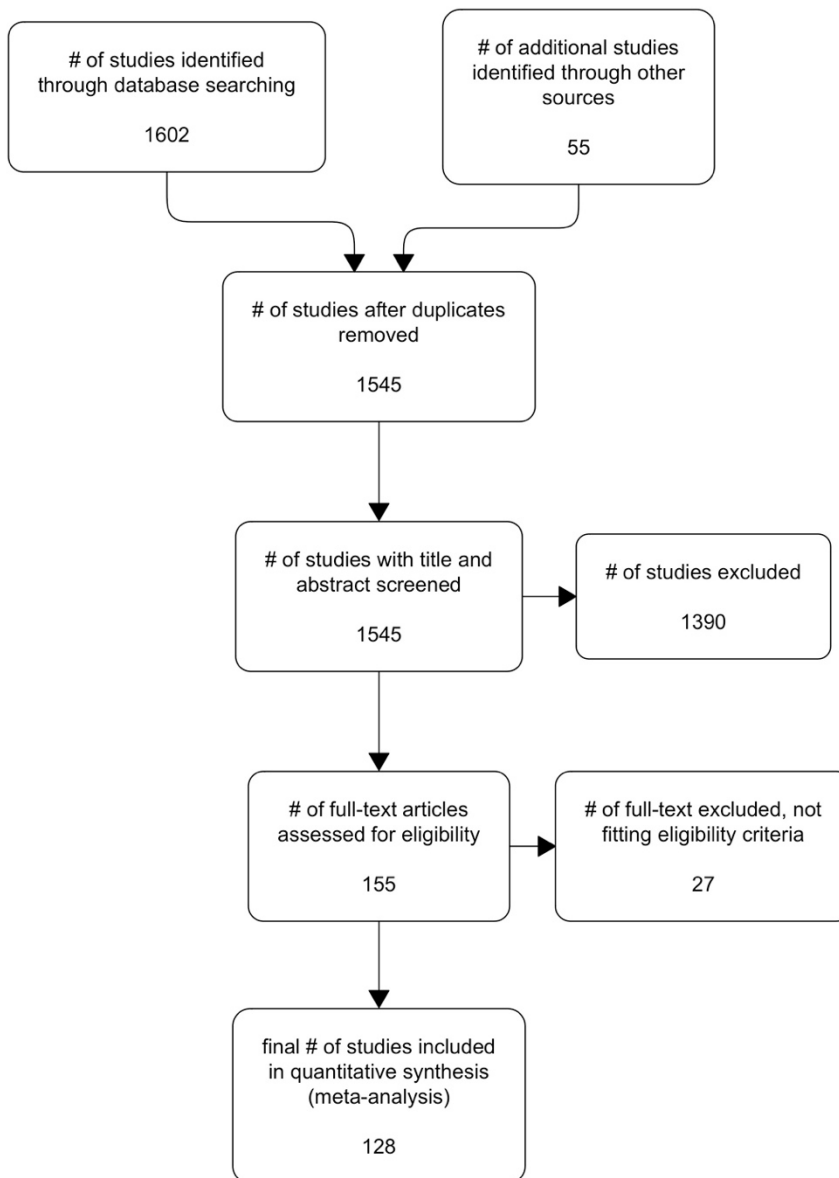 # of studies identified
through database searching
1602
# of additional studies
identified through other
sources
55
# of studies after duplicates
removed
1545
# of studies with title and
abstract screened
1545
# of studies excluded
1390
# of full-text articles
assessed for eligibility
155
# of full-text excluded, not
fitting eligibility criteria
27
final # of studies included
in quantitative synthesis
(meta-analysis)
128